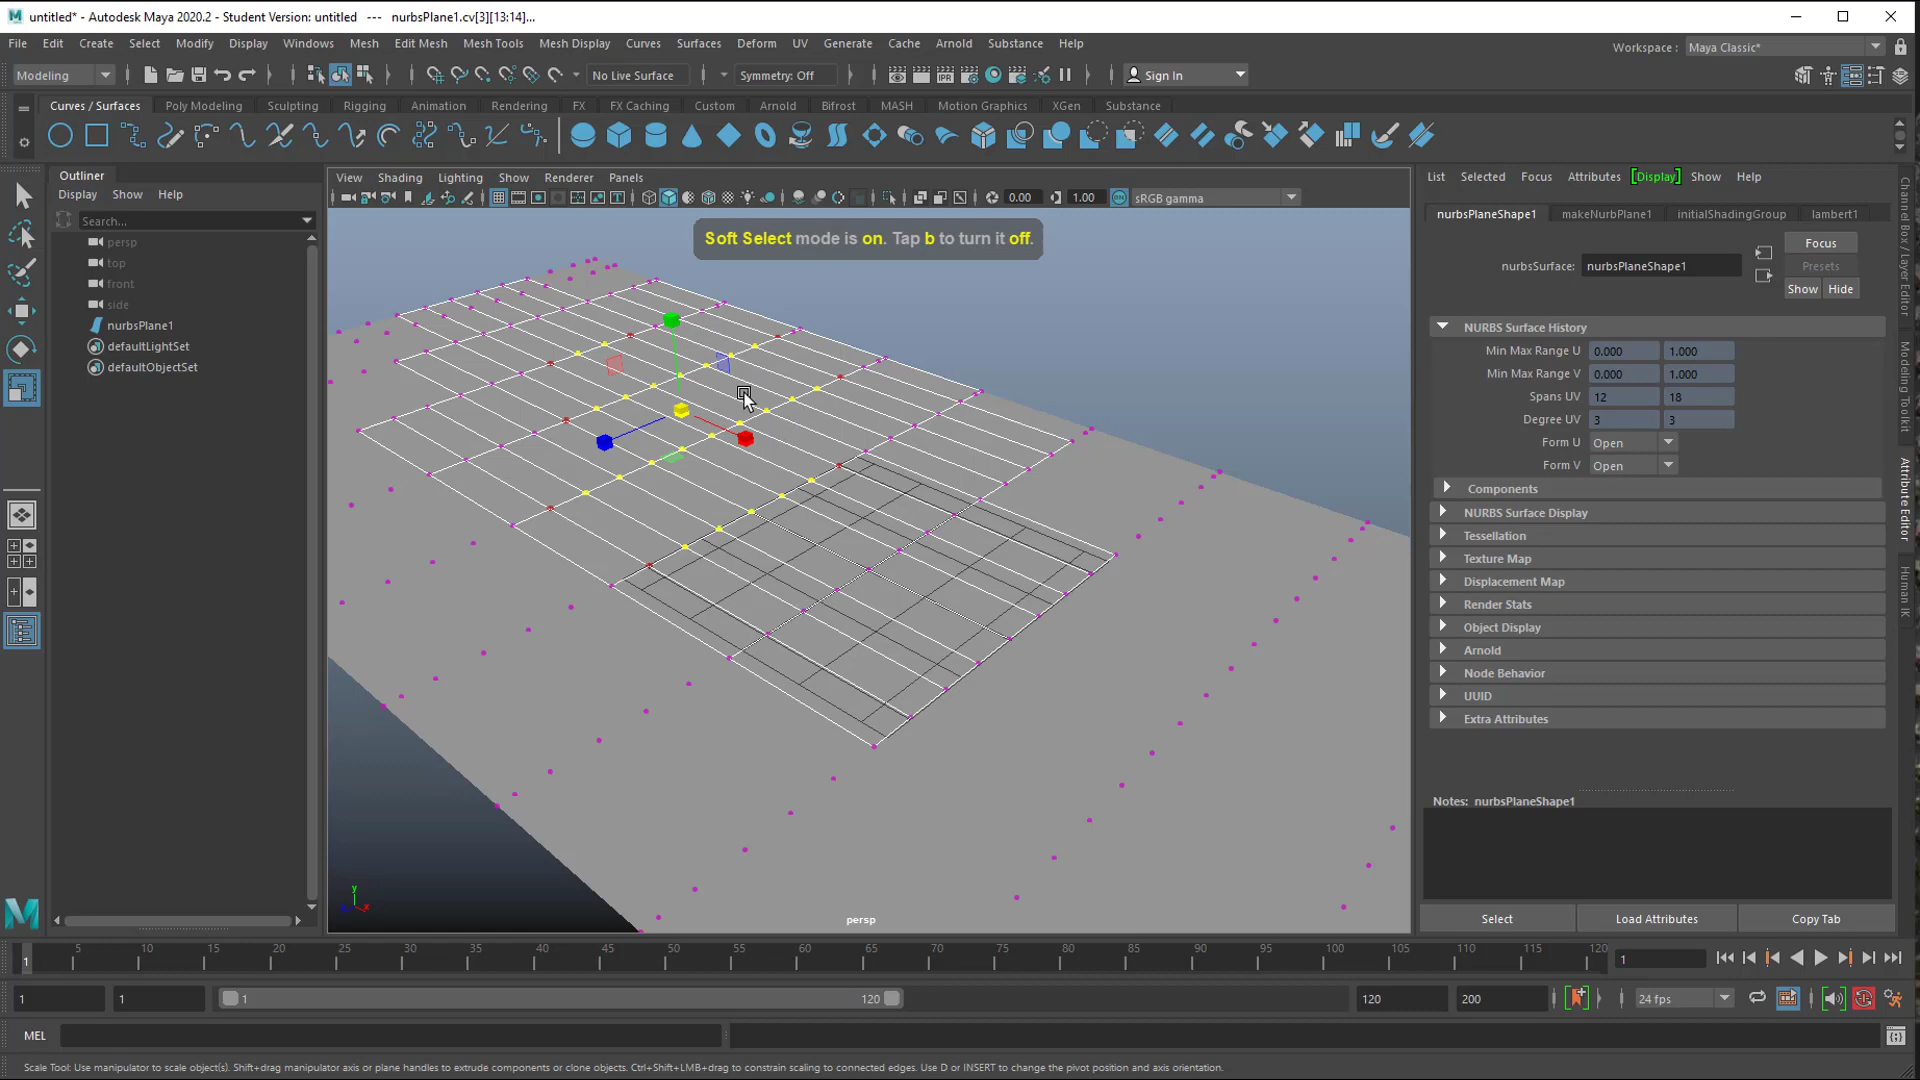 untitled* - Autodesk Maya 2020.2 - Student Version: untitled --- nurbsPlane1.cv[3][13:14]...
File Edit Create Select Modify Display Windows Mesh Edit Mesh Mesh Tools Mesh Display Curves Surfaces Deform UV Generate Cache Arnold Substance Help
Workspace : Maya Classic*
Modeling No Live Surface Symmetry: Off IPR Sign In
Curves / Surfaces Poly Modeling Sculpting Rigging Animation Rendering FX FX Caching Custom Arnold Bifrost MASH Motion Graphics XGen Substance
Outliner
Display Show Help
Search...
persp
top
front
side
nurbsPlane1
defaultLightSet
defaultObjectSet
View Shading Lighting Show Renderer Panels
0.00 1.00 sRGB gamma
Soft Select mode is on. Tap b to turn it off.
y
x
persp
List Selected Focus Attributes [Display] Show Help
nurbsPlaneShape1 makeNurbPlane1 initialShadingGroup lambert1
nurbsSurface: nurbsPlaneShape1
Focus
Presets
Show Hide
NURBS Surface History
Min Max Range U 0.000 1.000
Min Max Range V 0.000 1.000
Spans UV 12 18
Degree UV 3 3
Form U Open
Form V Open
Components
NURBS Surface Display
Tessellation
Texture Map
Displacement Map
Render Stats
Object Display
Arnold
Node Behavior
UUID
Extra Attributes
Notes: nurbsPlaneShape1
Select Load Attributes Copy Tab
Channel Box / Layer Editor
Modeling Toolkit
Attribute Editor
Human IK
1 5 10 15 20 25 30 35 40 45 50 55 60 65 70 75 80 85 90 95 100 105 110 115 120 1
1 1 1 120 120 200 24 fps
MEL
Scale Tool: Use manipulator to scale object(s). Shift+drag manipulator axis or plane handles to extrude components or clone objects. Ctrl+Shift+LMB+drag to constrain scaling to connected edges. Use D or INSERT to change the pivot position and axis orientation.